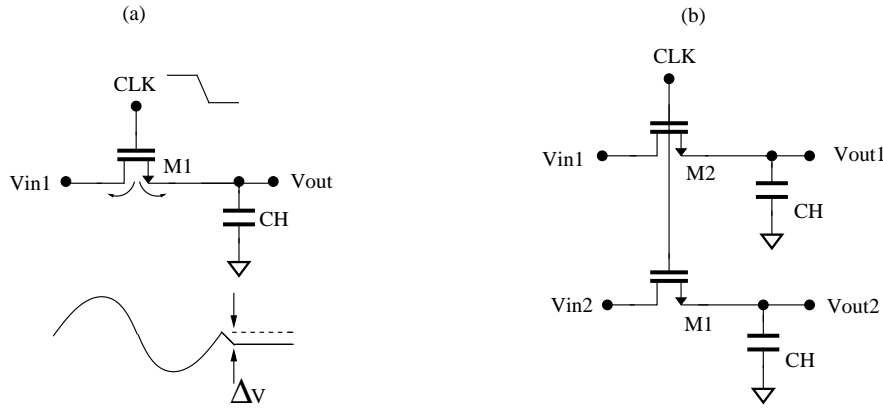 (a)
CLK
M1
Vin1
Vout
CH
ΔV
(b)
CLK
Vin1
M2
Vout1
CH
Vin2
M1
Vout2
CH